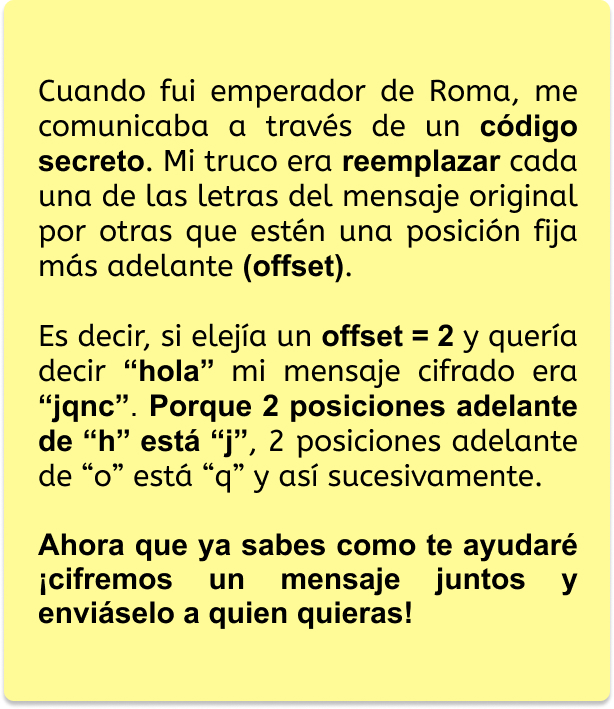 Cuando fui emperador de Roma, me
comunicaba a través de un código
secreto. Mi truco era reemplazar cada
una de las letras del mensaje original
por otras que estén una posición fija
más adelante (offset).
Es decir, si elejía un offset = 2 y quería
decir “hola” mi mensaje cifrado era
“jqnc”. Porque 2 posiciones adelante
de “h” está “j”, 2 posiciones adelante
de “o” está “q” y así sucesivamente.
Ahora que ya sabes como te ayudaré
¡cifremos un mensaje juntos y
enviáselo a quien quieras!